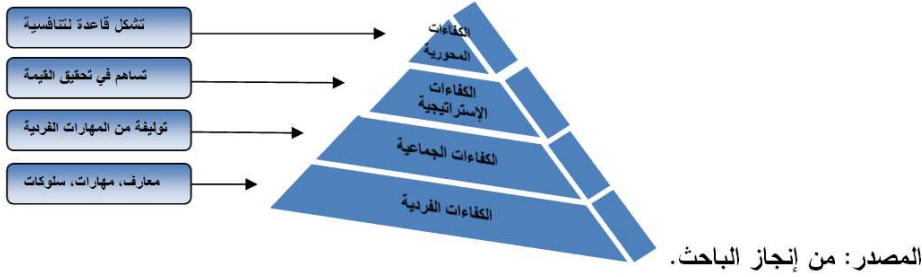 تشكل قاعدة لتنافسية
الكفاءات
المحورية
تساهم في تحقيق القيمة
الكفاءات
الإستراتيجية
توليفة من المهارات الفردية
الكفاءات الجماعية
معارف، مهارات، سلوكات
الكفاءات الفردية
المصدر: من إنجاز الباحث.